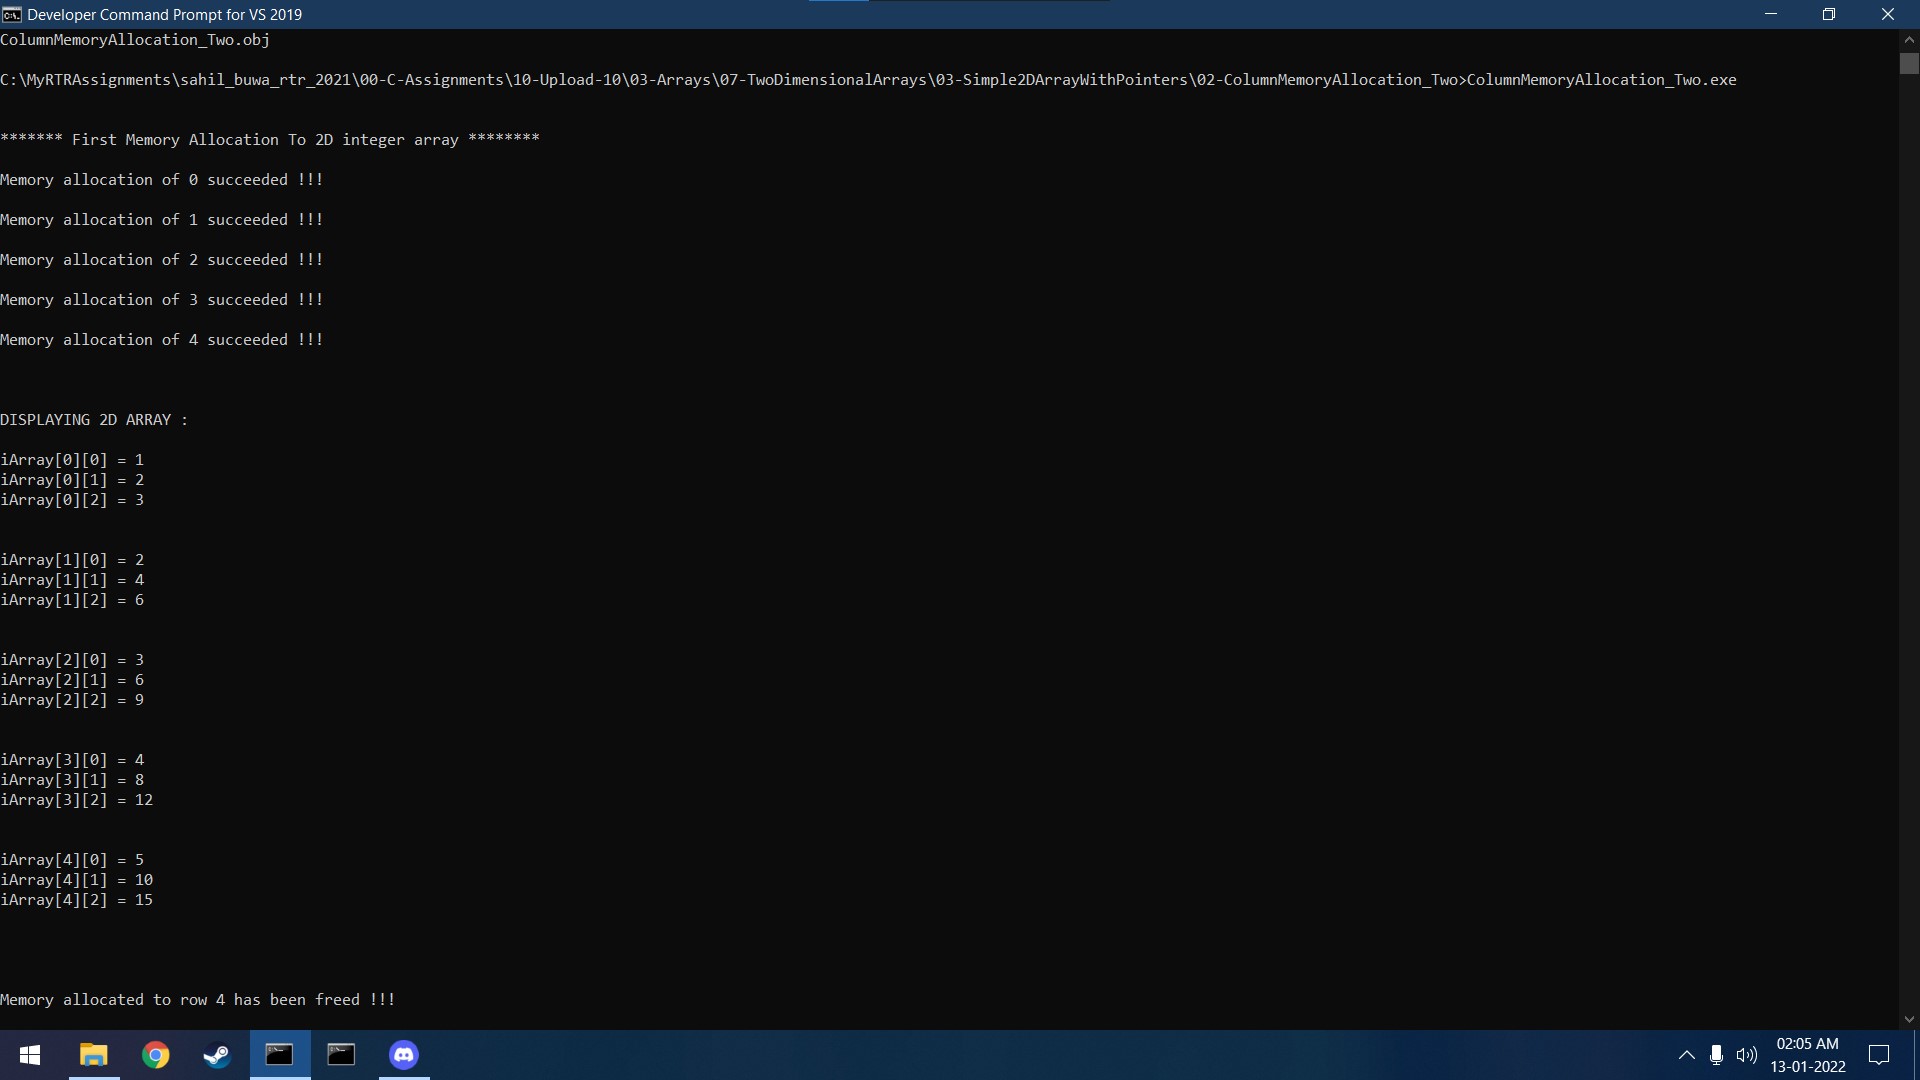 Developer Command Prompt for VS 2019
ColumnMemoryAllocation_Two.obj
C:\MyRTRAssignments\sahil_buwa_rtr_2021\00-C-Assignments\10-Upload-10\03-Arrays\07-TwoDimensionalArrays\03-Simple2DArrayWithPointers\02-ColumnMemoryAllocation_Two>ColumnMemoryAllocation_Two.exe
******* First Memory Allocation To 2D integer array ********
Memory allocation of 0 succeeded !!!
Memory allocation of 1 succeeded !!!
Memory allocation of 2 succeeded !!!
Memory allocation of 3 succeeded !!!
Memory allocation of 4 succeeded !!!
DISPLAYING 2D ARRAY :
iArray[0][0] = 1
iArray[0][1] = 2
iArray[0][2] = 3
iArray[1][0] = 2
iArray[1][1] = 4
iArray[1][2] = 6
iArray[2][0] = 3
iArray[2][1] = 6
iArray[2][2] = 9
iArray[3][0] = 4
iArray[3][1] = 8
iArray[3][2] = 12
iArray[4][0] = 5
iArray[4][1] = 10
iArray[4][2] = 15
Memory allocated to row 4 has been freed !!!
02:05 AM
13-01-2022